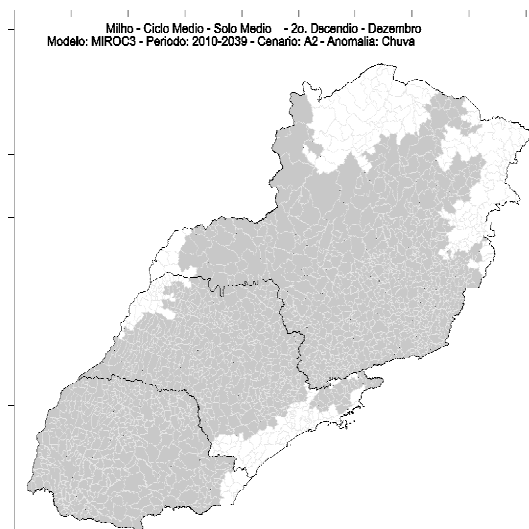 Milho - Ciclo Medio - Solo Medio - 2o. Decendio - Dezembro
Modelo: MIROC3 - Periodo: 2010-2039 - Cenario: A2 - Anomalia: Chuva